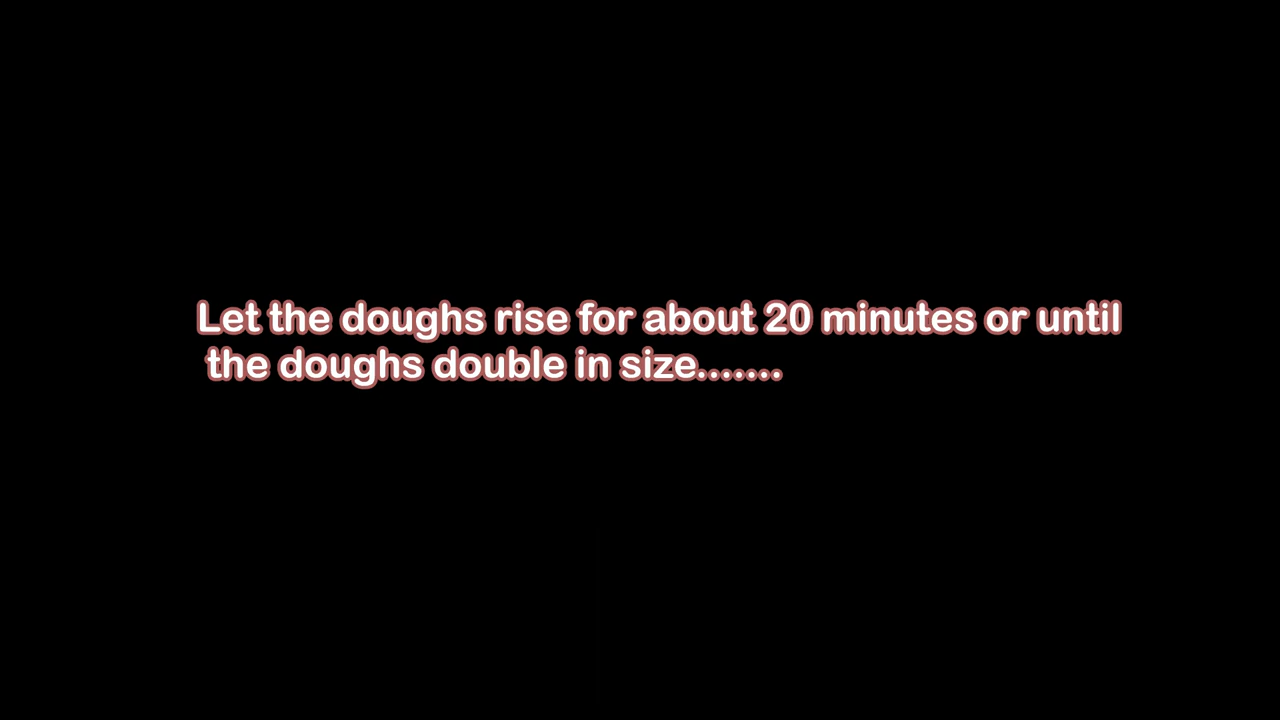 Let the doughs rise for about 20 minutes or until
the doughs double in size.......